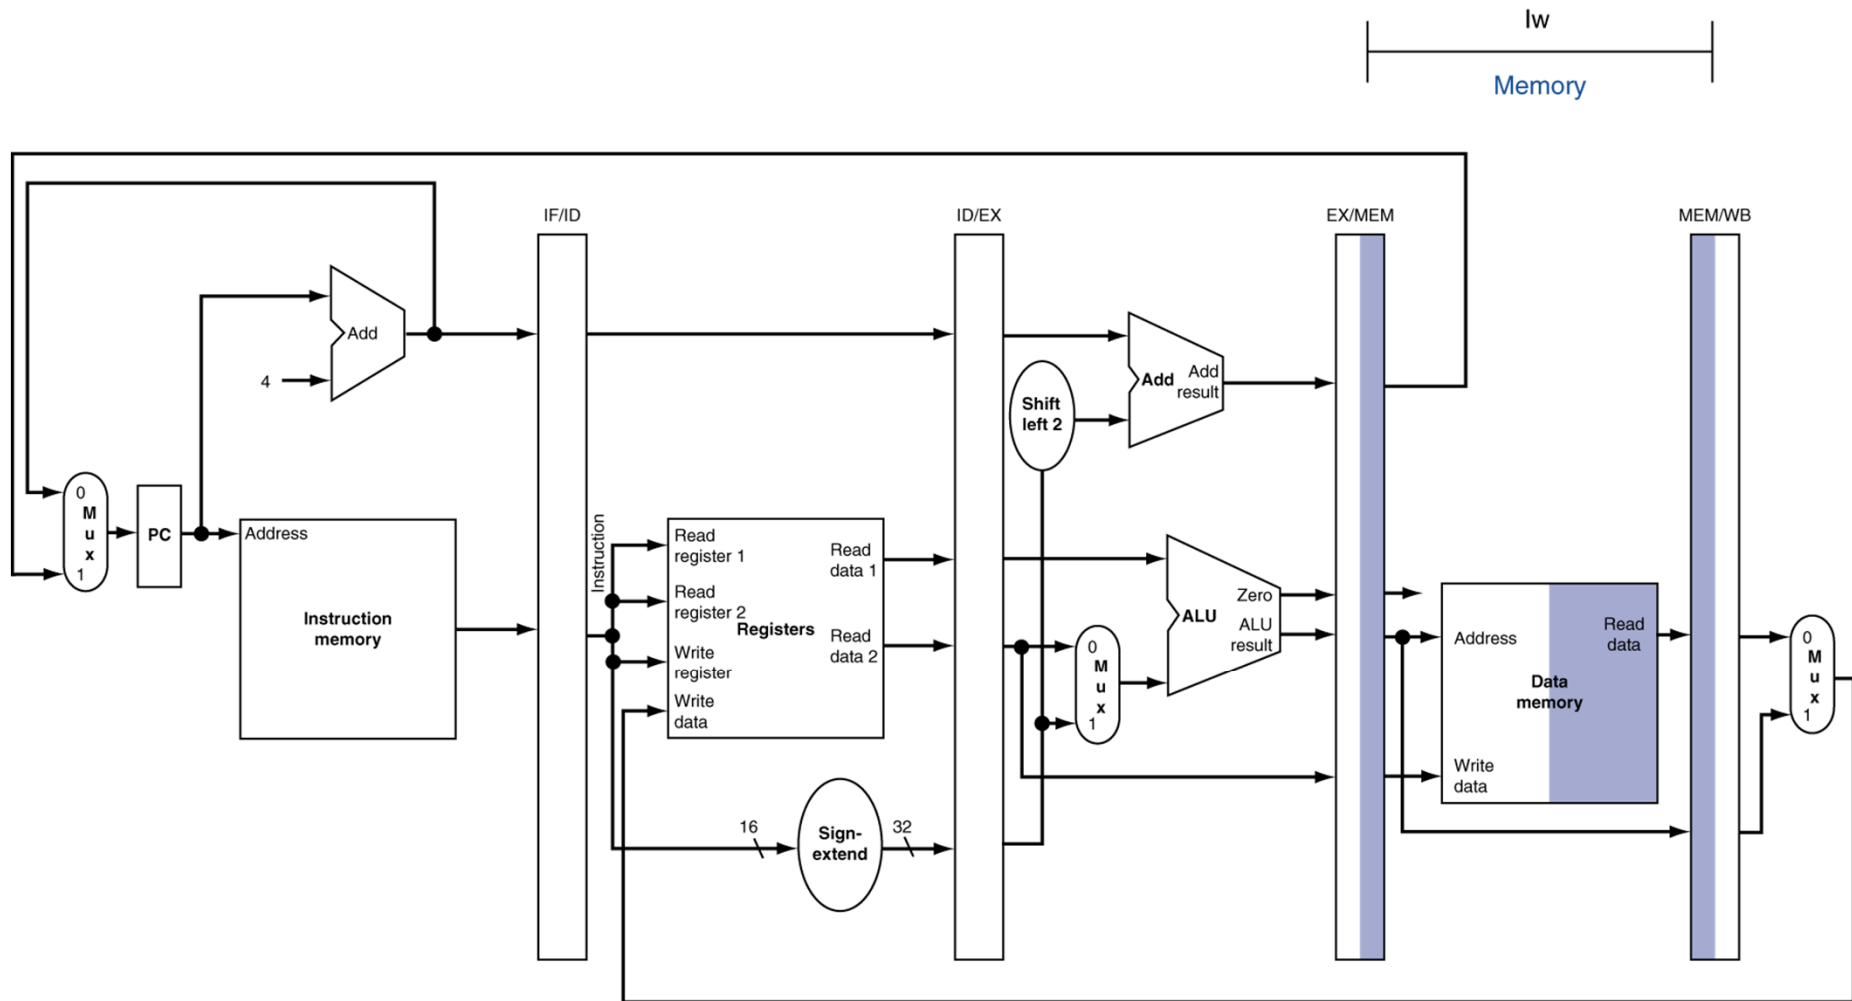 lw
Memory
IF/ID
ID/EX
EX/MEM
MEM/WB
Add
4
Add
Add
result
Shift
left 2
0
M
u
x
1
PC
Address
Instruction
memory
Instruction
Read
register 1
Read
register 2
Write
register
Write
data
Registers
Read
data 1
Read
data 2
16
Sign-
extend
32
0
M
u
x
1
Zero
ALU
ALU
result
Address
Read
data
Data
memory
Write
data
0
M
u
x
1